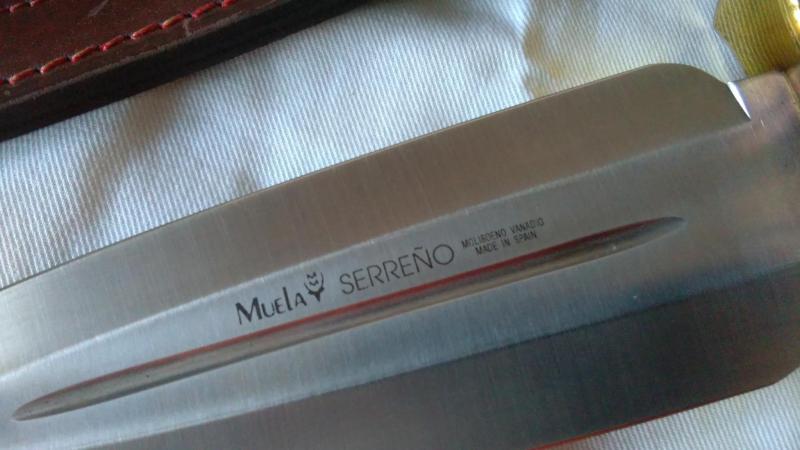 MUELA SERREÑO
MOLIBDENO VANADIO
MADE IN SPAIN